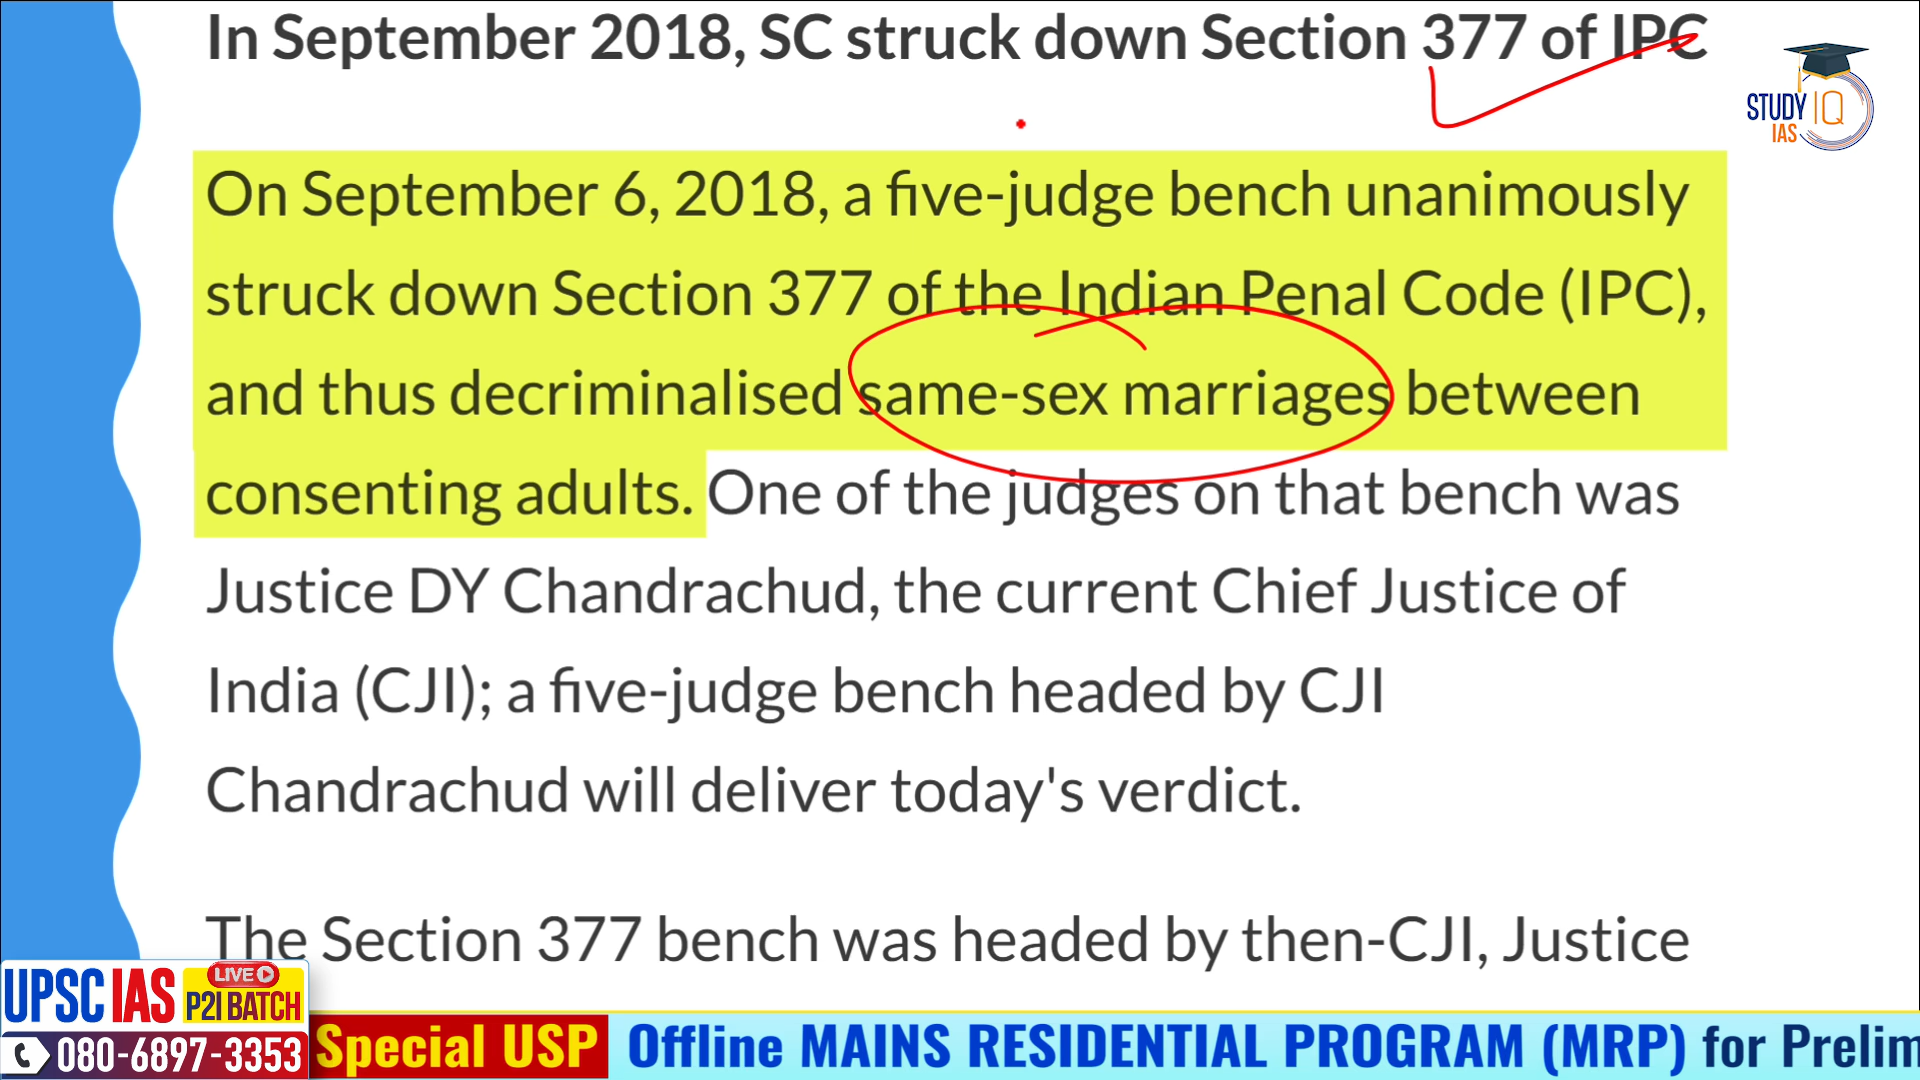 In September 2018, SC struck down Section 377 of IPC
STUDY IQ
IAS
On September 6, 2018, a five-judge bench unanimously
struck down Section 377 of the Indian Penal Code (IPC),
and thus decriminalised same-sex marriages between
consenting adults. One of the judges on that bench was
Justice DY Chandrachud, the current Chief Justice of
India (CJI); a five-judge bench headed by CJI
Chandrachud will deliver today's verdict.
The Section 377 bench was headed by then-CJI, Justice
LIVE
UPSC IAS P2I BATCH
080-6897-3353
Special USP Offline MAINS RESIDENTIAL PROGRAM (MRP) for Prelim